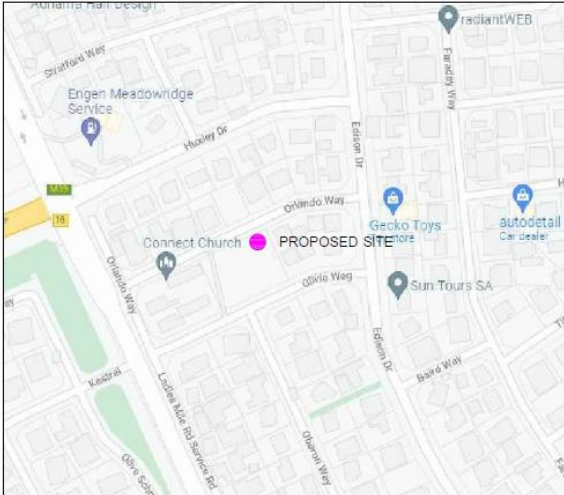 Adriana Hair Design
radiantWEB
Stratford Way
Engen Meadowridge
Service
Faraday Way
Huxley Dr
Edison Dr
M39
16
Orlando Way
Gecko Toys
autodetail
Car dealer
Connect Church
PROPOSED SITE
Orlando Way
Olivia Weg
Sun Tours SA
Edison Dr
Baird Way
Kestrel
Ladies Mile Rd Service Rd
Oberon Way